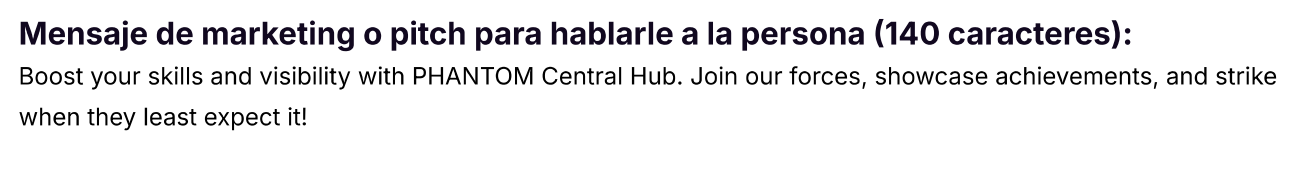 Mensaje de marketing o pitch para hablarle a la persona (140 caracteres):
Boost your skills and visibility with PHANTOM Central Hub. Join our forces, showcase achievements, and strike
when they least expect it!